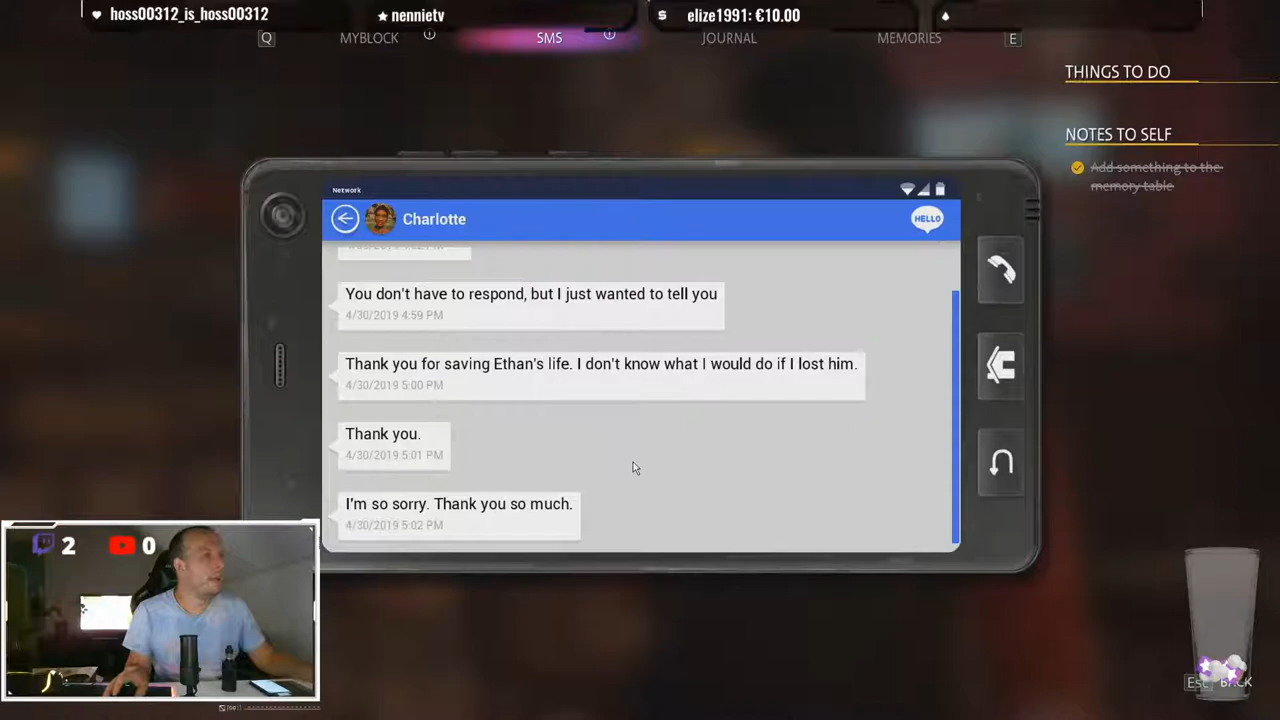 hoss00312_is_hoss00312
nennietv
$ elize1991: €10.00
Q
MYBLOCK
SMS
JOURNAL
MEMORIES
E
THINGS TO DO
NOTES TO SELF
Add something to the
memory table
Network
Charlotte
HELLO
You don't have to respond, but I just wanted to tell you
4/30/2019 4:59 PM
Thank you for saving Ethan's life. I don't know what I would do if I lost him.
4/30/2019 5:00 PM
Thank you.
4/30/2019 5:01 PM
I'm so sorry. Thank you so much.
4/30/2019 5:02 PM
2
0
Esc BACK